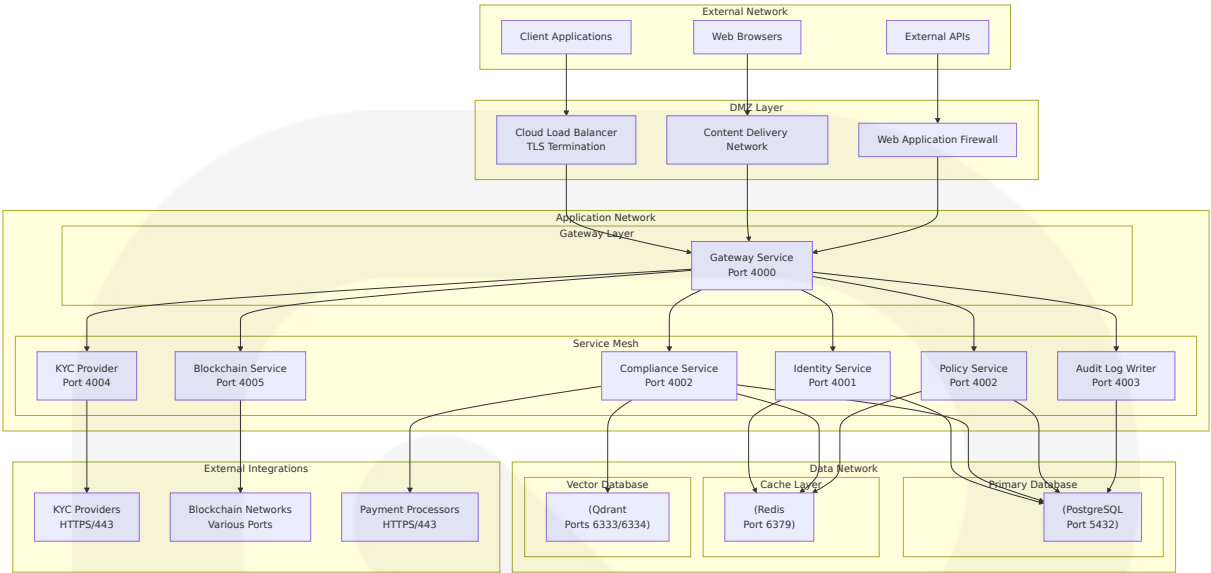 External Network
Client Applications
Web Browsers
External APIs
DMZ Layer
Cloud Load Balancer
TLS Termination
Content Delivery
Network
Web Application Firewall
Application Network
Gateway Layer
Gateway Service
Port 4000
Service Mesh
KYC Provider
Port 4004
Blockchain Service
Port 4005
Compliance Service
Port 4002
Identity Service
Port 4001
Policy Service
Port 4002
Audit Log Writer
Port 4003
External Integrations
KYC Providers
HTTPS/443
Blockchain Networks
Various Ports
Payment Processors
HTTPS/443
Data Network
Vector Database
(Qdrant
Ports 6333/6334)
Cache Layer
(Redis
Port 6379)
Primary Database
(PostgreSQL
Port 5432)